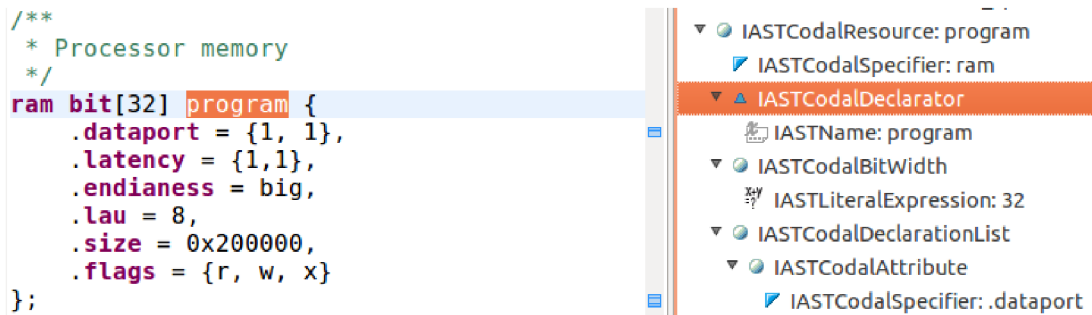 /**
 * Processor memory
 */
ram bit[32] program {
    .dataport = {1, 1},
    .latency = {1,1},
    .endianess = big,
    .lau = 8,
    .size = 0x200000,
    .flags = {r, w, x}
};
IASTCodalResource: program
IASTCodalSpecifier: ram
IASTCodalDeclarator
IASTName: program
IASTCodalBitWidth
IASTLiteralExpression: 32
IASTCodalDeclarationList
IASTCodalAttribute
IASTCodalSpecifier: .dataport